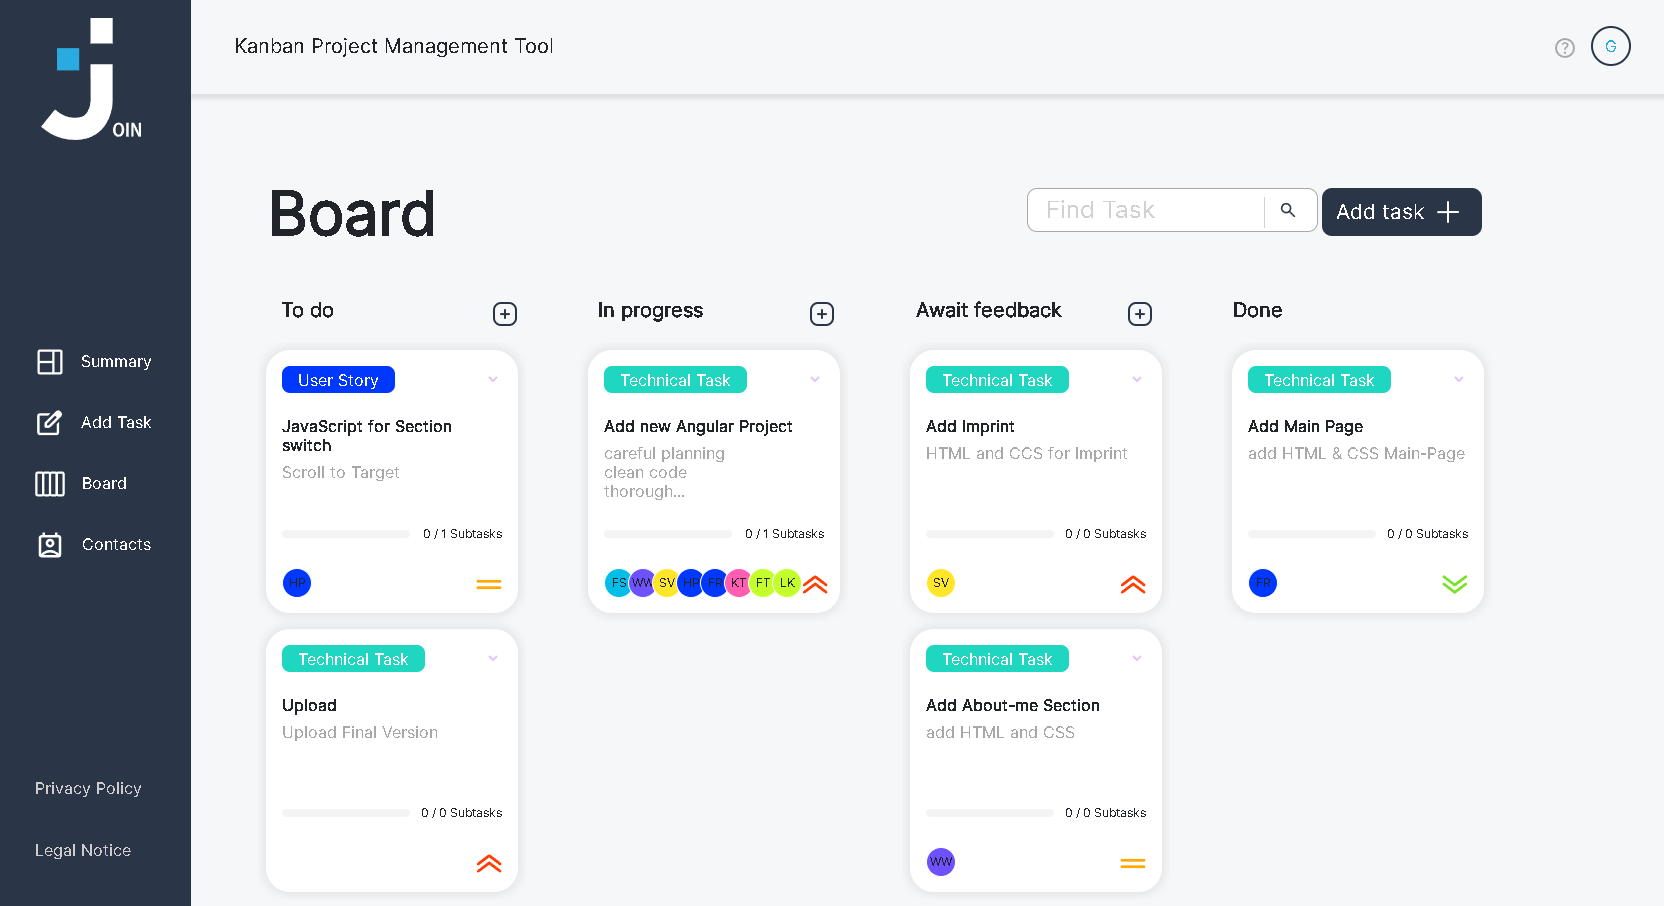 JOIN
Kanban Project Management Tool
?
G
Summary
Add Task
Board
Contacts
Privacy Policy
Legal Notice
Board
Find Task
Add task
To do
User Story
JavaScript for Section
switch
Scroll to Target
0 / 1 Subtasks
HP
Technical Task
Upload
Upload Final Version
0 / 0 Subtasks
In progress
Technical Task
Add new Angular Project
careful planning
clean code
thorough...
0 / 1 Subtasks
FS WW SV HP FR KT FT LK
Await feedback
Technical Task
Add Imprint
HTML and CCS for Imprint
0 / 0 Subtasks
SV
Technical Task
Add About-me Section
add HTML and CSS
0 / 0 Subtasks
WW
Done
Technical Task
Add Main Page
add HTML & CSS Main-Page
0 / 0 Subtasks
FR